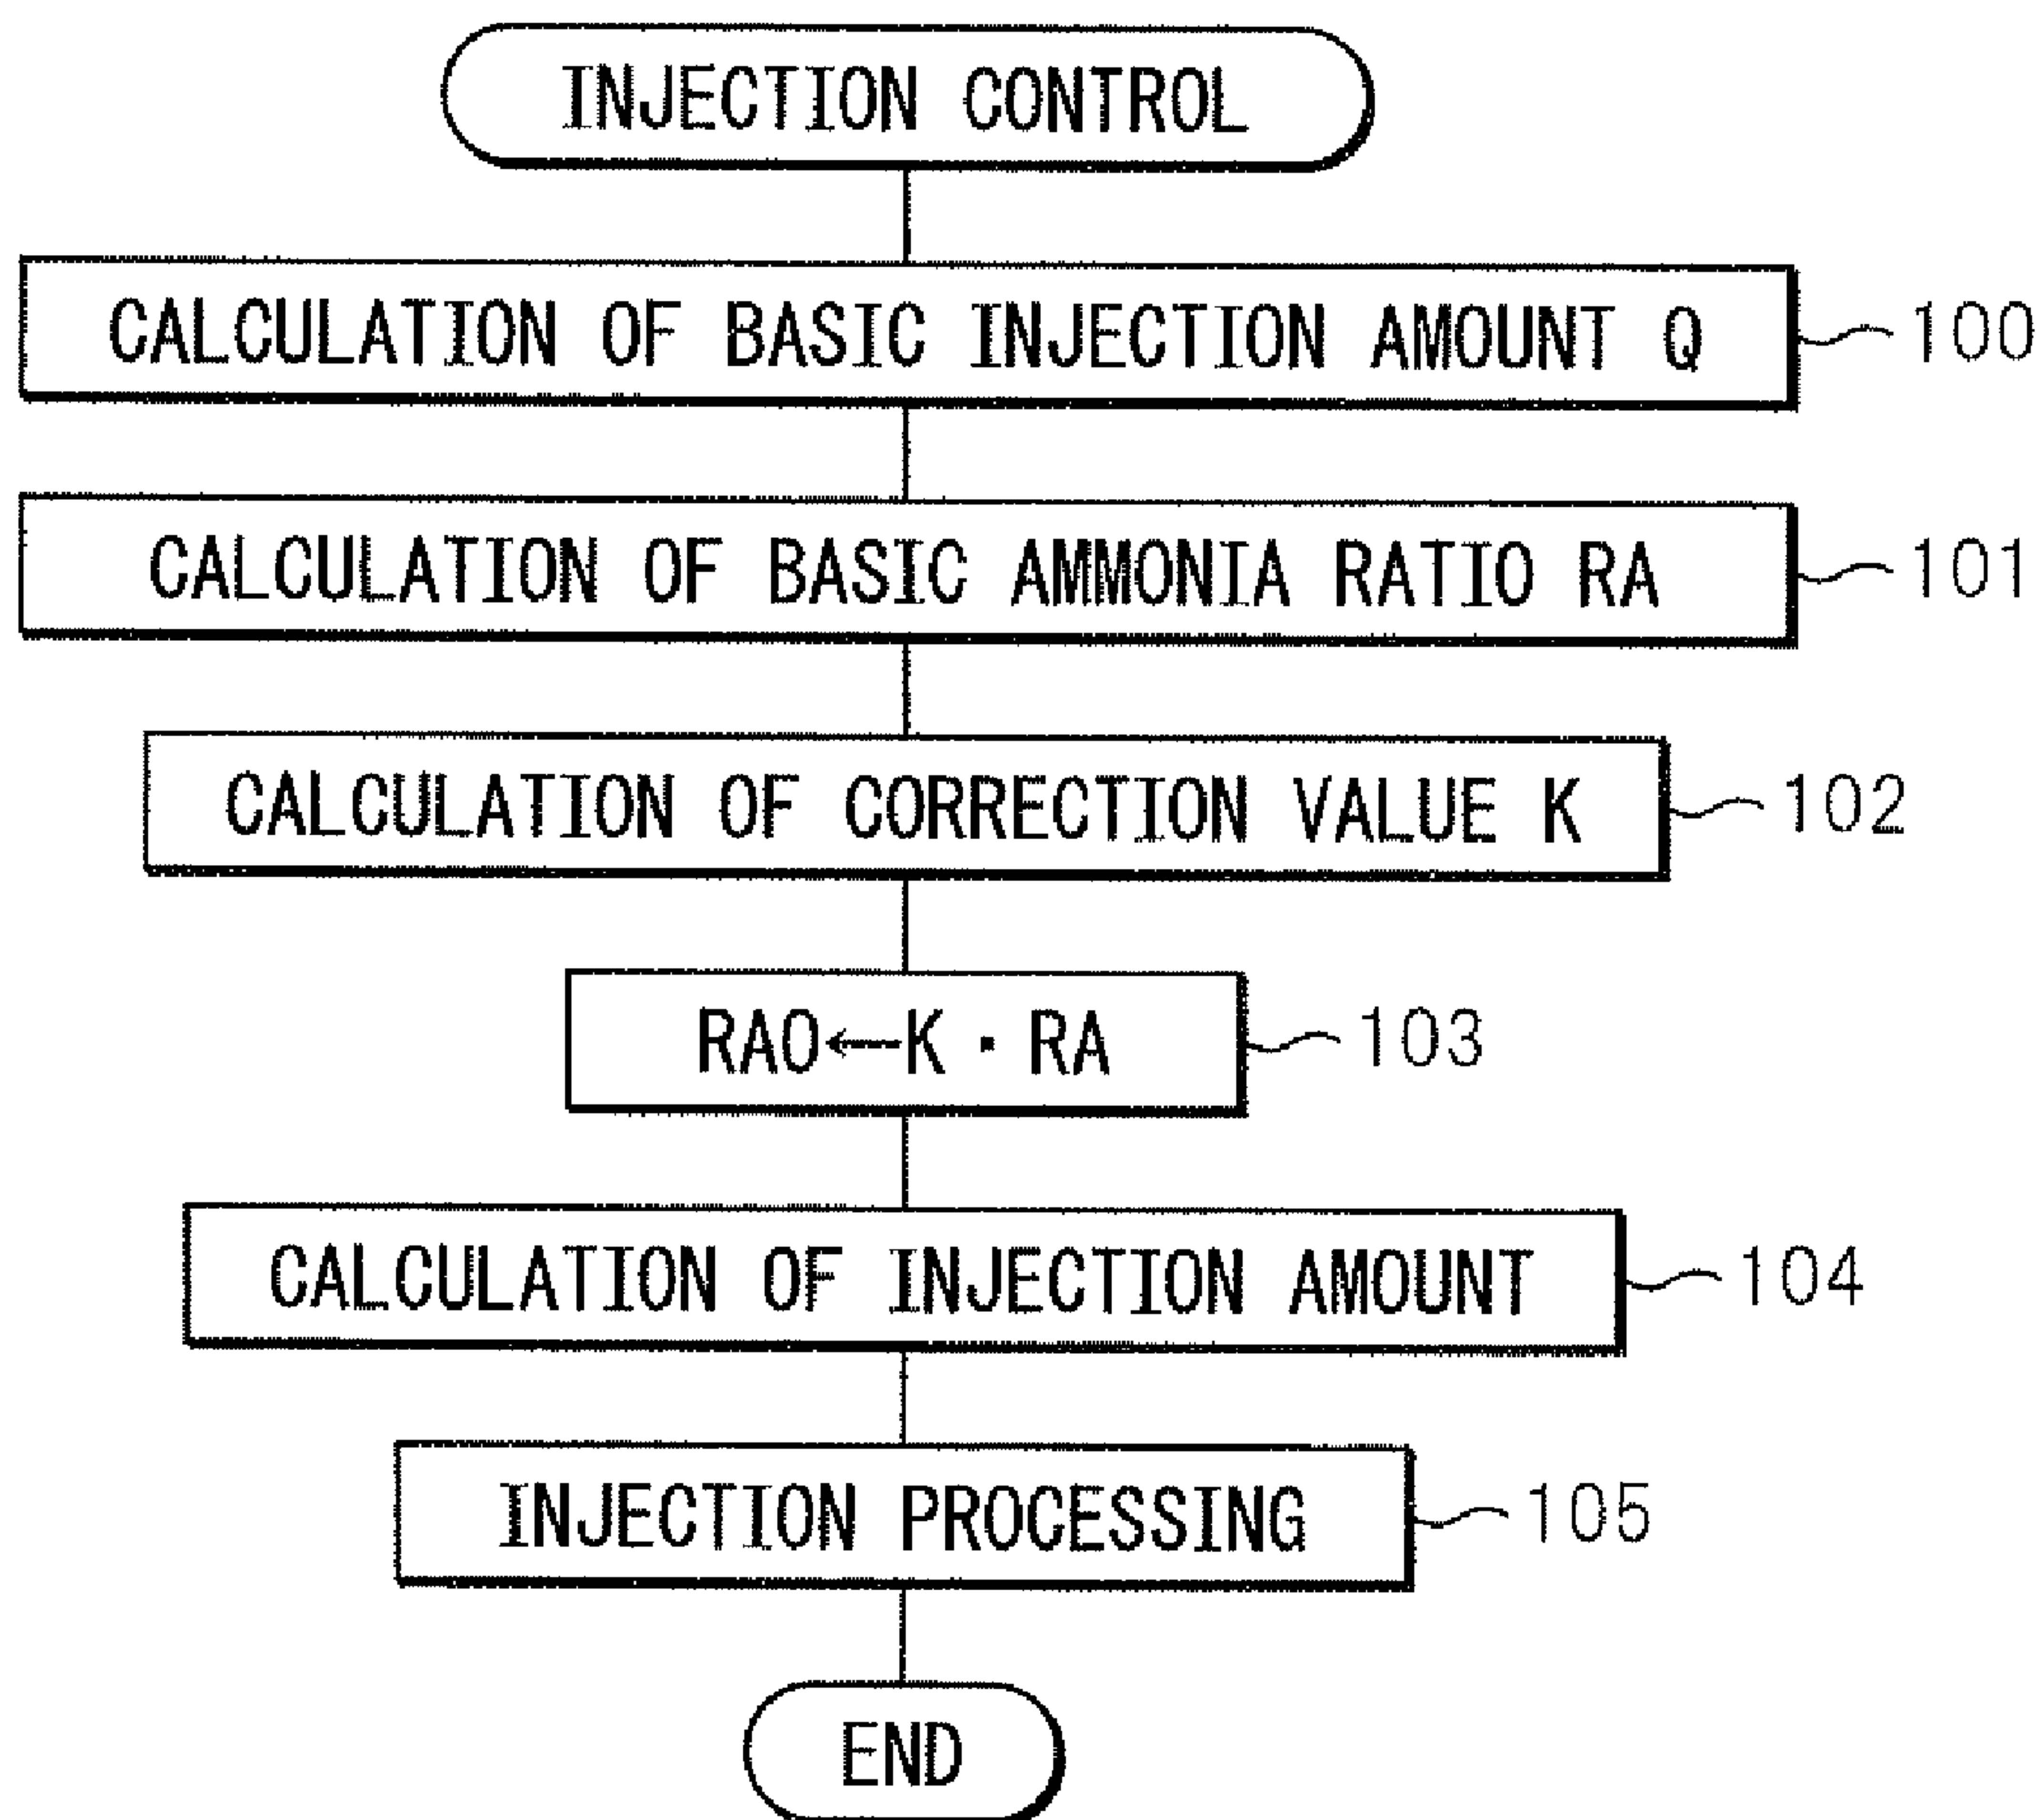 INJECTION CONTROL
CALCULATION OF BASIC INJECTION AMOUNT Q 100
CALCULATION OF BASIC AMMONIA RATIO RA 101
CALCULATION OF CORRECTION VALUE K 102
RAO←K · RA 103
CALCULATION OF INJECTION AMOUNT 104
INJECTION PROCESSING 105
END